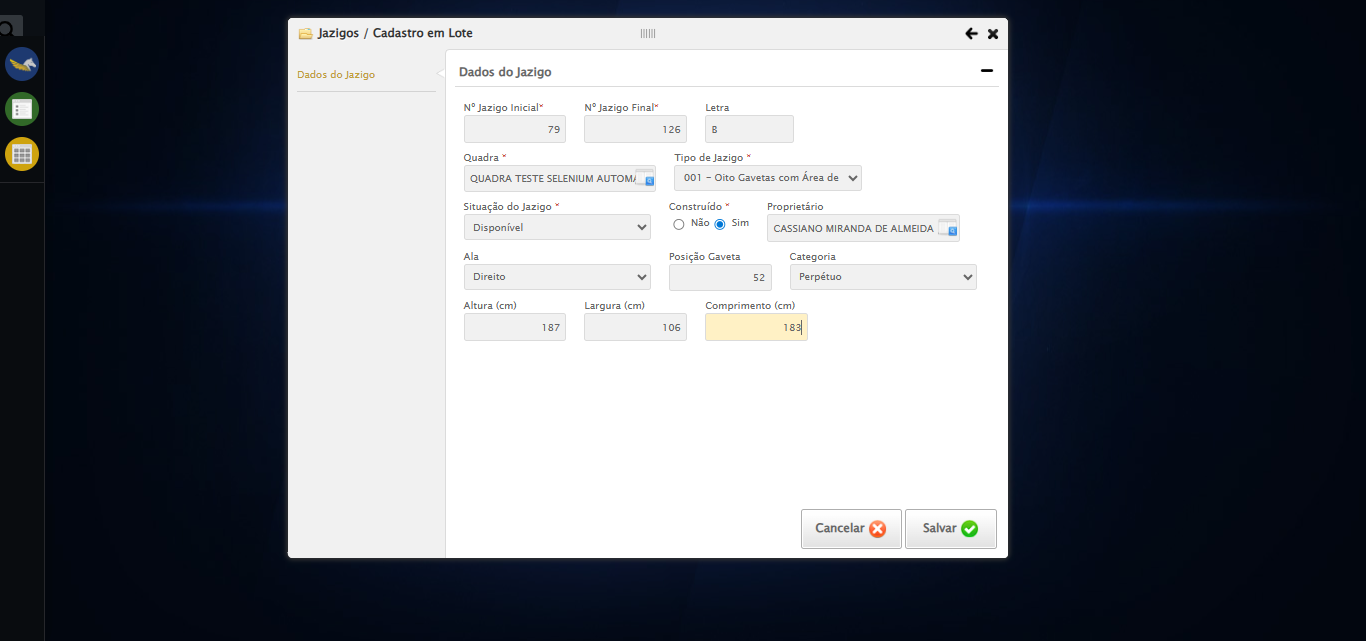 Jazigos / Cadastro em Lote
Dados do Jazigo
Dados do Jazigo
Nº Jazigo Inicial* Nº Jazigo Final* Letra
79 126 B
Quadra * Tipo de Jazigo *
QUADRA TESTE SELENIUM AUTOMA 001 - Oito Gavetas com Área de
Situação do Jazigo * Construído * Proprietário
Disponível Não Sim CASSIANO MIRANDA DE ALMEIDA
Ala Posição Gaveta Categoria
Direito 52 Perpétuo
Altura (cm) Largura (cm) Comprimento (cm)
187 106 183
Cancelar Salvar